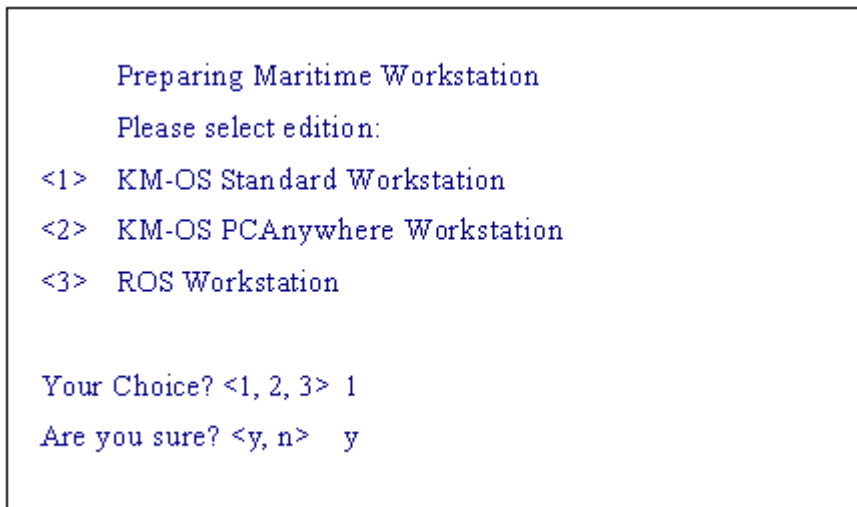 Preparing Maritime Workstation
Please select edition:
<1> KM-OS Standard Workstation
<2> KM-OS PCAnywhere Workstation
<3> ROS Workstation
Your Choice? <1, 2, 3> 1
Are you sure? <y, n> y